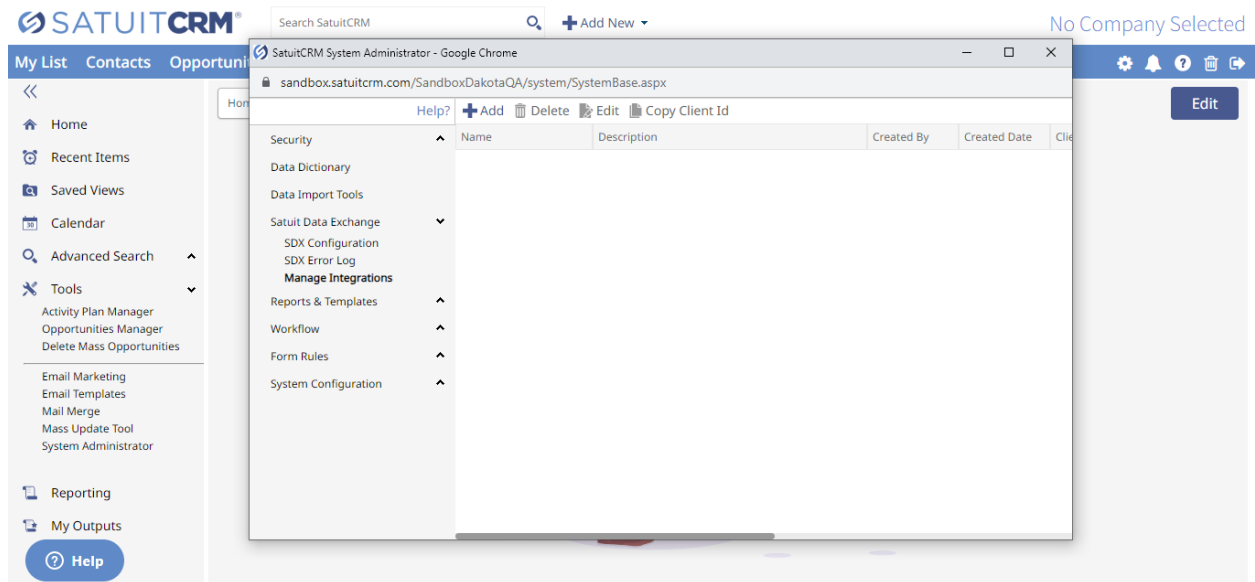 SATUITCRM®
Search SatuitCRM
Add New
No Company Selected
My List Contacts Opportuni
SatuitCRM System Administrator - Google Chrome
sandbox.satuitcrm.com/SandboxDakotaQA/system/SystemBase.aspx
Hom
Edit
Help? Add Delete Edit Copy Client Id
Name Description Created By Created Date Clie
Security
Data Dictionary
Data Import Tools
Satuit Data Exchange
SDX Configuration
SDX Error Log
Manage Integrations
Reports & Templates
Workflow
Form Rules
System Configuration
Home
Recent Items
Saved Views
30 Calendar
Advanced Search
Tools
Activity Plan Manager
Opportunities Manager
Delete Mass Opportunities
Email Marketing
Email Templates
Mail Merge
Mass Update Tool
System Administrator
Reporting
My Outputs
? Help